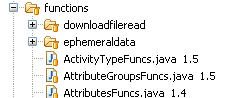 functions
downloadfileread
ephemeraldata
ActivityTypeFuncs.java 1.5
AttributeGroupsFuncs.java 1.5
AttributesFuncs.java 1.4